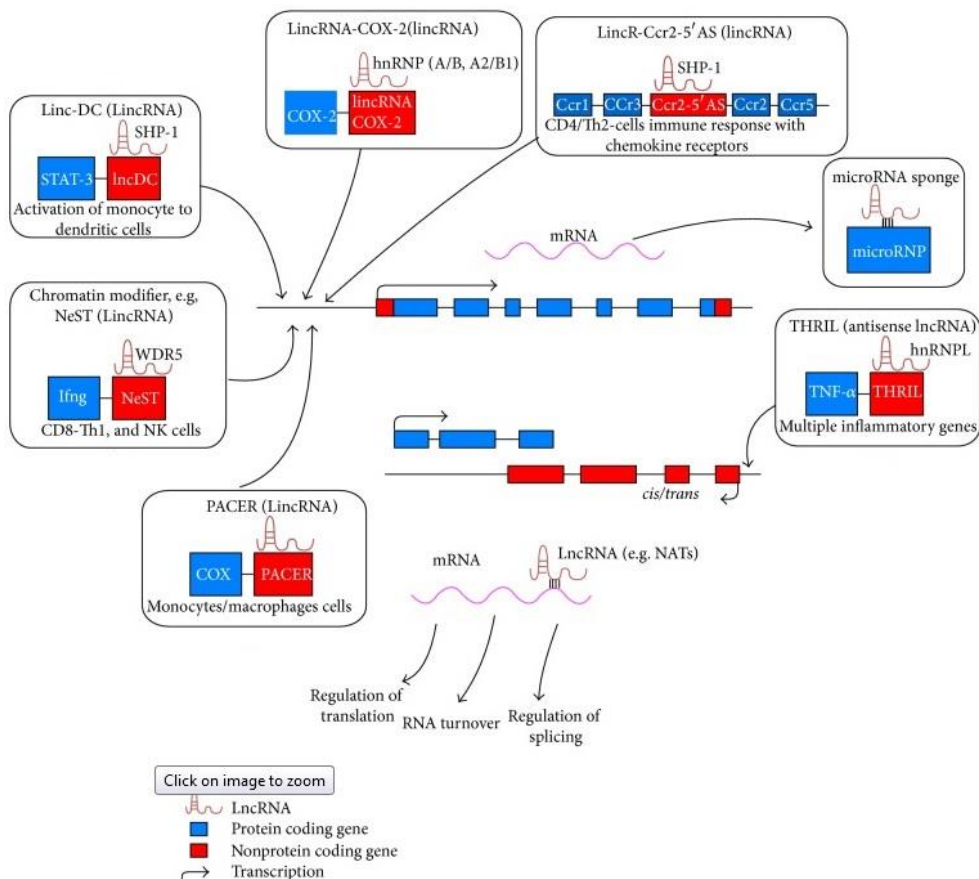 LincRNA-COX-2(lincRNA)
hnRNP (A/B, A2/B1)
COX-2
lincRNA
COX-2
LincR-Ccr2-5′AS (lincRNA)
SHP-1
Ccr1
CCr3
Ccr2-5′AS
Ccr2
Ccr5
CD4/Th2-cells immune response with
chemokine receptors
Linc-DC (LincRNA)
SHP-1
STAT-3
lncDC
Activation of monocyte to
dendritic cells
microRNA sponge
microRNP
mRNA
Chromatin modifier, e.g,
NeST (LincRNA)
WDR5
Ifng
NeST
CD8-Th1, and NK cells
THRIL (antisense lncRNA)
hnRNPL
TNF-α
THRIL
Multiple inflammatory genes
cis/trans
PACER (LincRNA)
COX
PACER
Monocytes/macrophages cells
mRNA
LncRNA (e.g. NATs)
Regulation of
translation
RNA turnover
Regulation of
splicing
Click on image to zoom
LncRNA
Protein coding gene
Nonprotein coding gene
Transcription